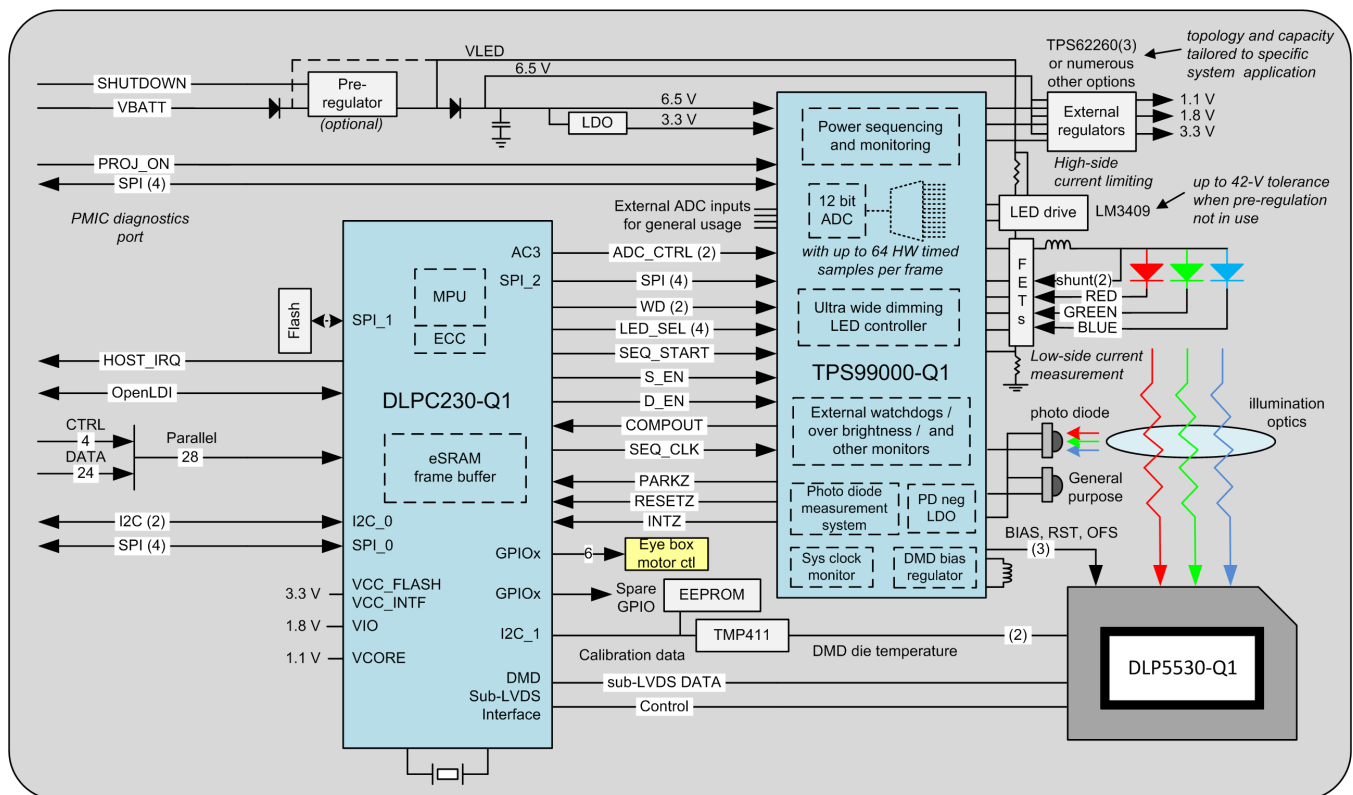 VLED
6.5 V
TPS62260(3)
or numerous
other options
topology and capacity
tailored to specific
system application
SHUTDOWN
VBATT
Pre-
regulator
(optional)
6.5 V
LDO
3.3 V
Power sequencing
and monitoring
External
regulators
1.1 V
1.8 V
3.3 V
PROJ_ON
SPI (4)
PMIC diagnostics
port
High-side
current limiting
External ADC inputs
for general usage
12 bit
ADC
with up to 64 HW timed
samples per frame
LED drive
LM3409
up to 42-V tolerance
when pre-regulation
not in use
AC3
SPI_2
MPU
ECC
ADC_CTRL (2)
SPI (4)
WD (2)
LED_SEL (4)
SEQ_START
S_EN
D_EN
COMPOUT
SEQ_CLK
PARKZ
RESETZ
INTZ
Ultra wide dimming
LED controller
TPS99000-Q1
F
E
T
s
shunt(2)
RED
GREEN
BLUE
Low-side current
measurement
Flash
SPI_1
HOST_IRQ
OpenLDI
DLPC230-Q1
CTRL
4
DATA
24
Parallel
28
eSRAM
frame buffer
External watchdogs /
over brightness / and
other monitors
photo diode
illumination
optics
General
purpose
Photo diode
measurement
system
PD neg
LDO
Sys clock
monitor
DMD bias
regulator
BIAS, RST, OFS
(3)
I2C (2)
SPI (4)
I2C_0
SPI_0
GPIOx
6
Eye box
motor ctl
3.3 V
VCC_FLASH
VCC_INTF
GPIOx
Spare
GPIO
EEPROM
1.8 V
VIO
I2C_1
TMP411
(2)
1.1 V
VCORE
Calibration data
DMD die temperature
DLP5530-Q1
DMD
Sub-LVDS
Interface
sub-LVDS DATA
Control